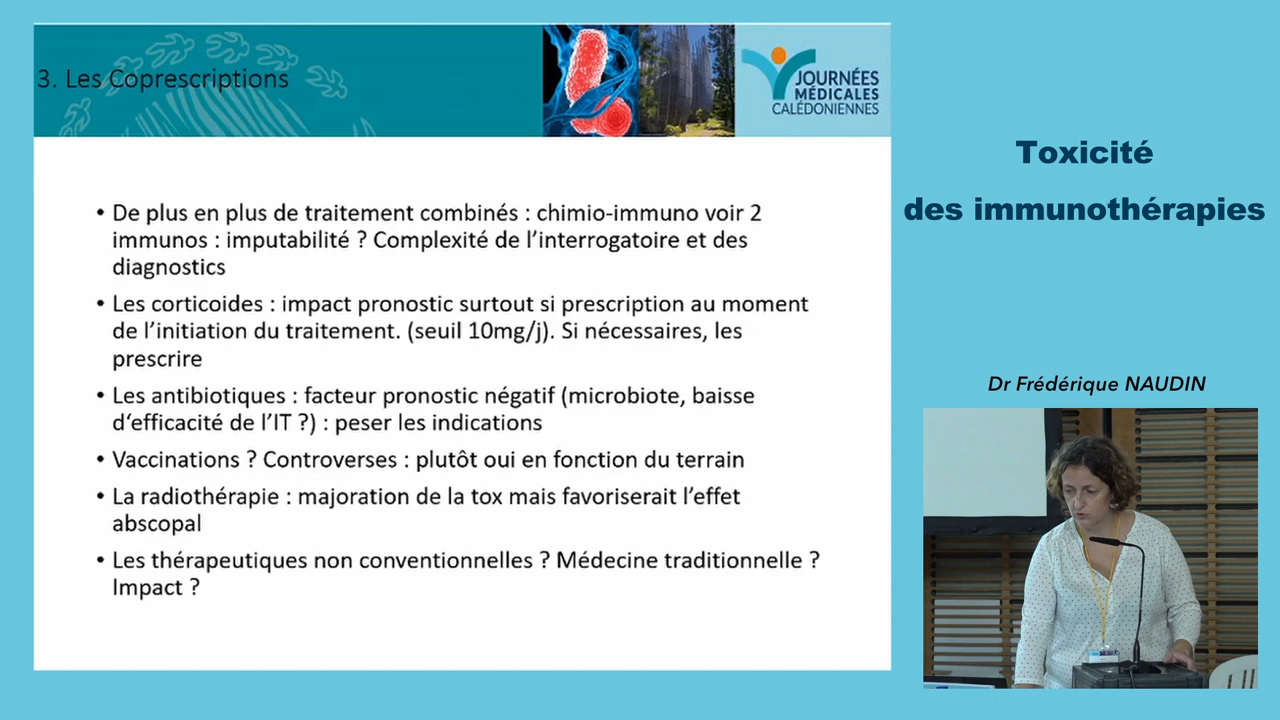 3. Les Coprescriptions
JOURNÉES
MÉDICALES
CALÉDONIENNES
• De plus en plus de traitement combinés : chimio-immuno voir 2
immunos : imputabilité ? Complexité de l’interrogatoire et des
diagnostics
• Les corticoides : impact pronostic surtout si prescription au moment
de l’initiation du traitement. (seuil 10mg/j). Si nécessaires, les
prescrire
• Les antibiotiques : facteur pronostic négatif (microbiote, baisse
d‘efficacité de l’IT ?) : peser les indications
• Vaccinations ? Controverses : plutôt oui en fonction du terrain
• La radiothérapie : majoration de la tox mais favoriserait l’effet
abscopal
• Les thérapeutiques non conventionnelles ? Médecine traditionnelle ?
Impact ?
Toxicité
des immunothérapies
Dr Frédérique NAUDIN